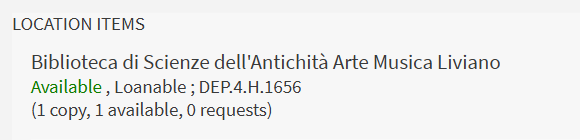 LOCATION ITEMS
Biblioteca di Scienze dell'Antichità Arte Musica Liviano
Available , Loanable ; DEP.4.H.1656
(1 copy, 1 available, 0 requests)